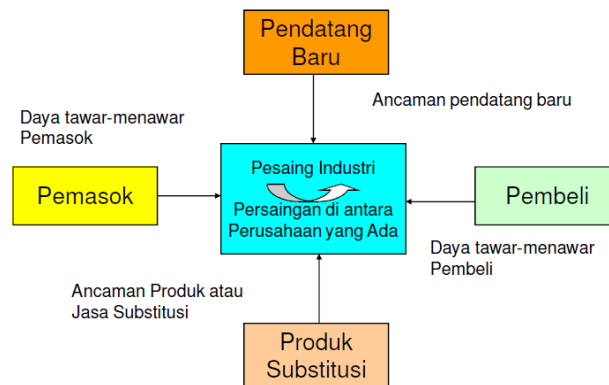 Pendatang
Baru
Ancaman pendatang baru
Daya tawar-menawar
Pemasok
Pesaing Industri
Pemasok
Persaingan di antara
Perusahaan yang Ada
Pembeli
Daya tawar-menawar
Pembeli
Ancaman Produk atau
Jasa Substitusi
Produk
Substitusi